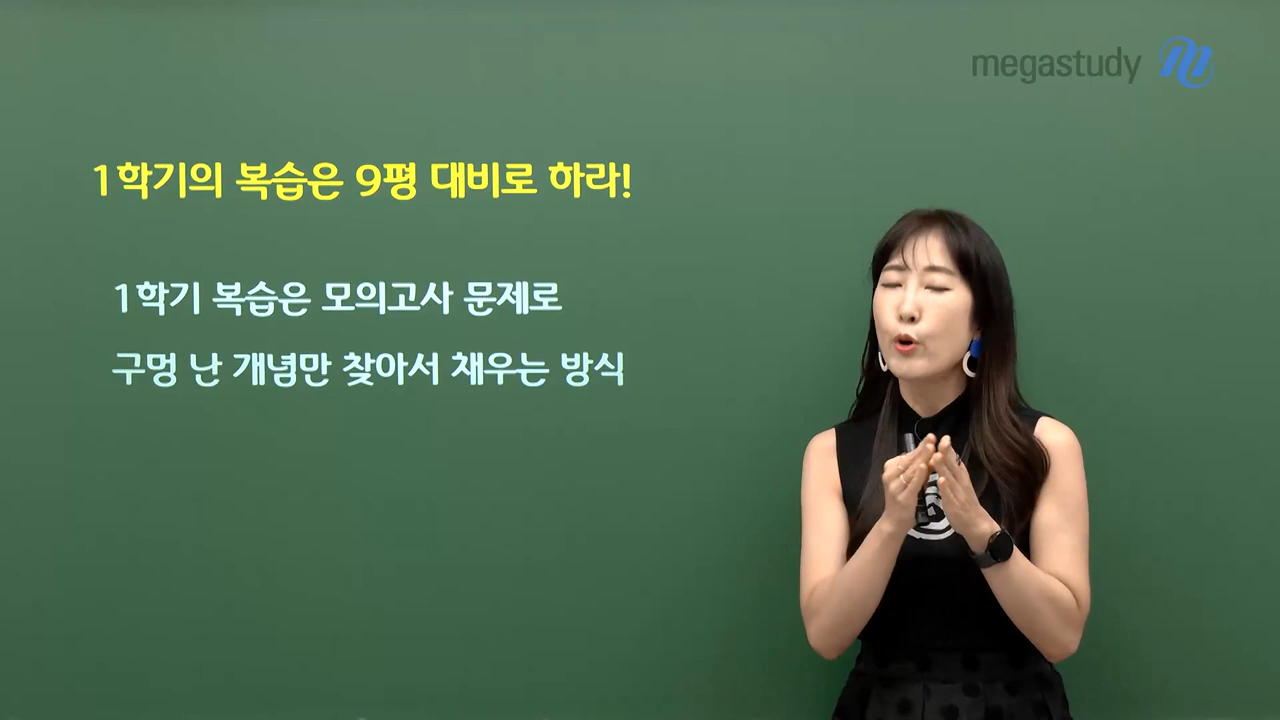 megastudy
1학기의 복습은 9평 대비로 하라!
1학기 복습은 모의고사 문제로
구멍 난 개념만 찾아서 채우는 방식